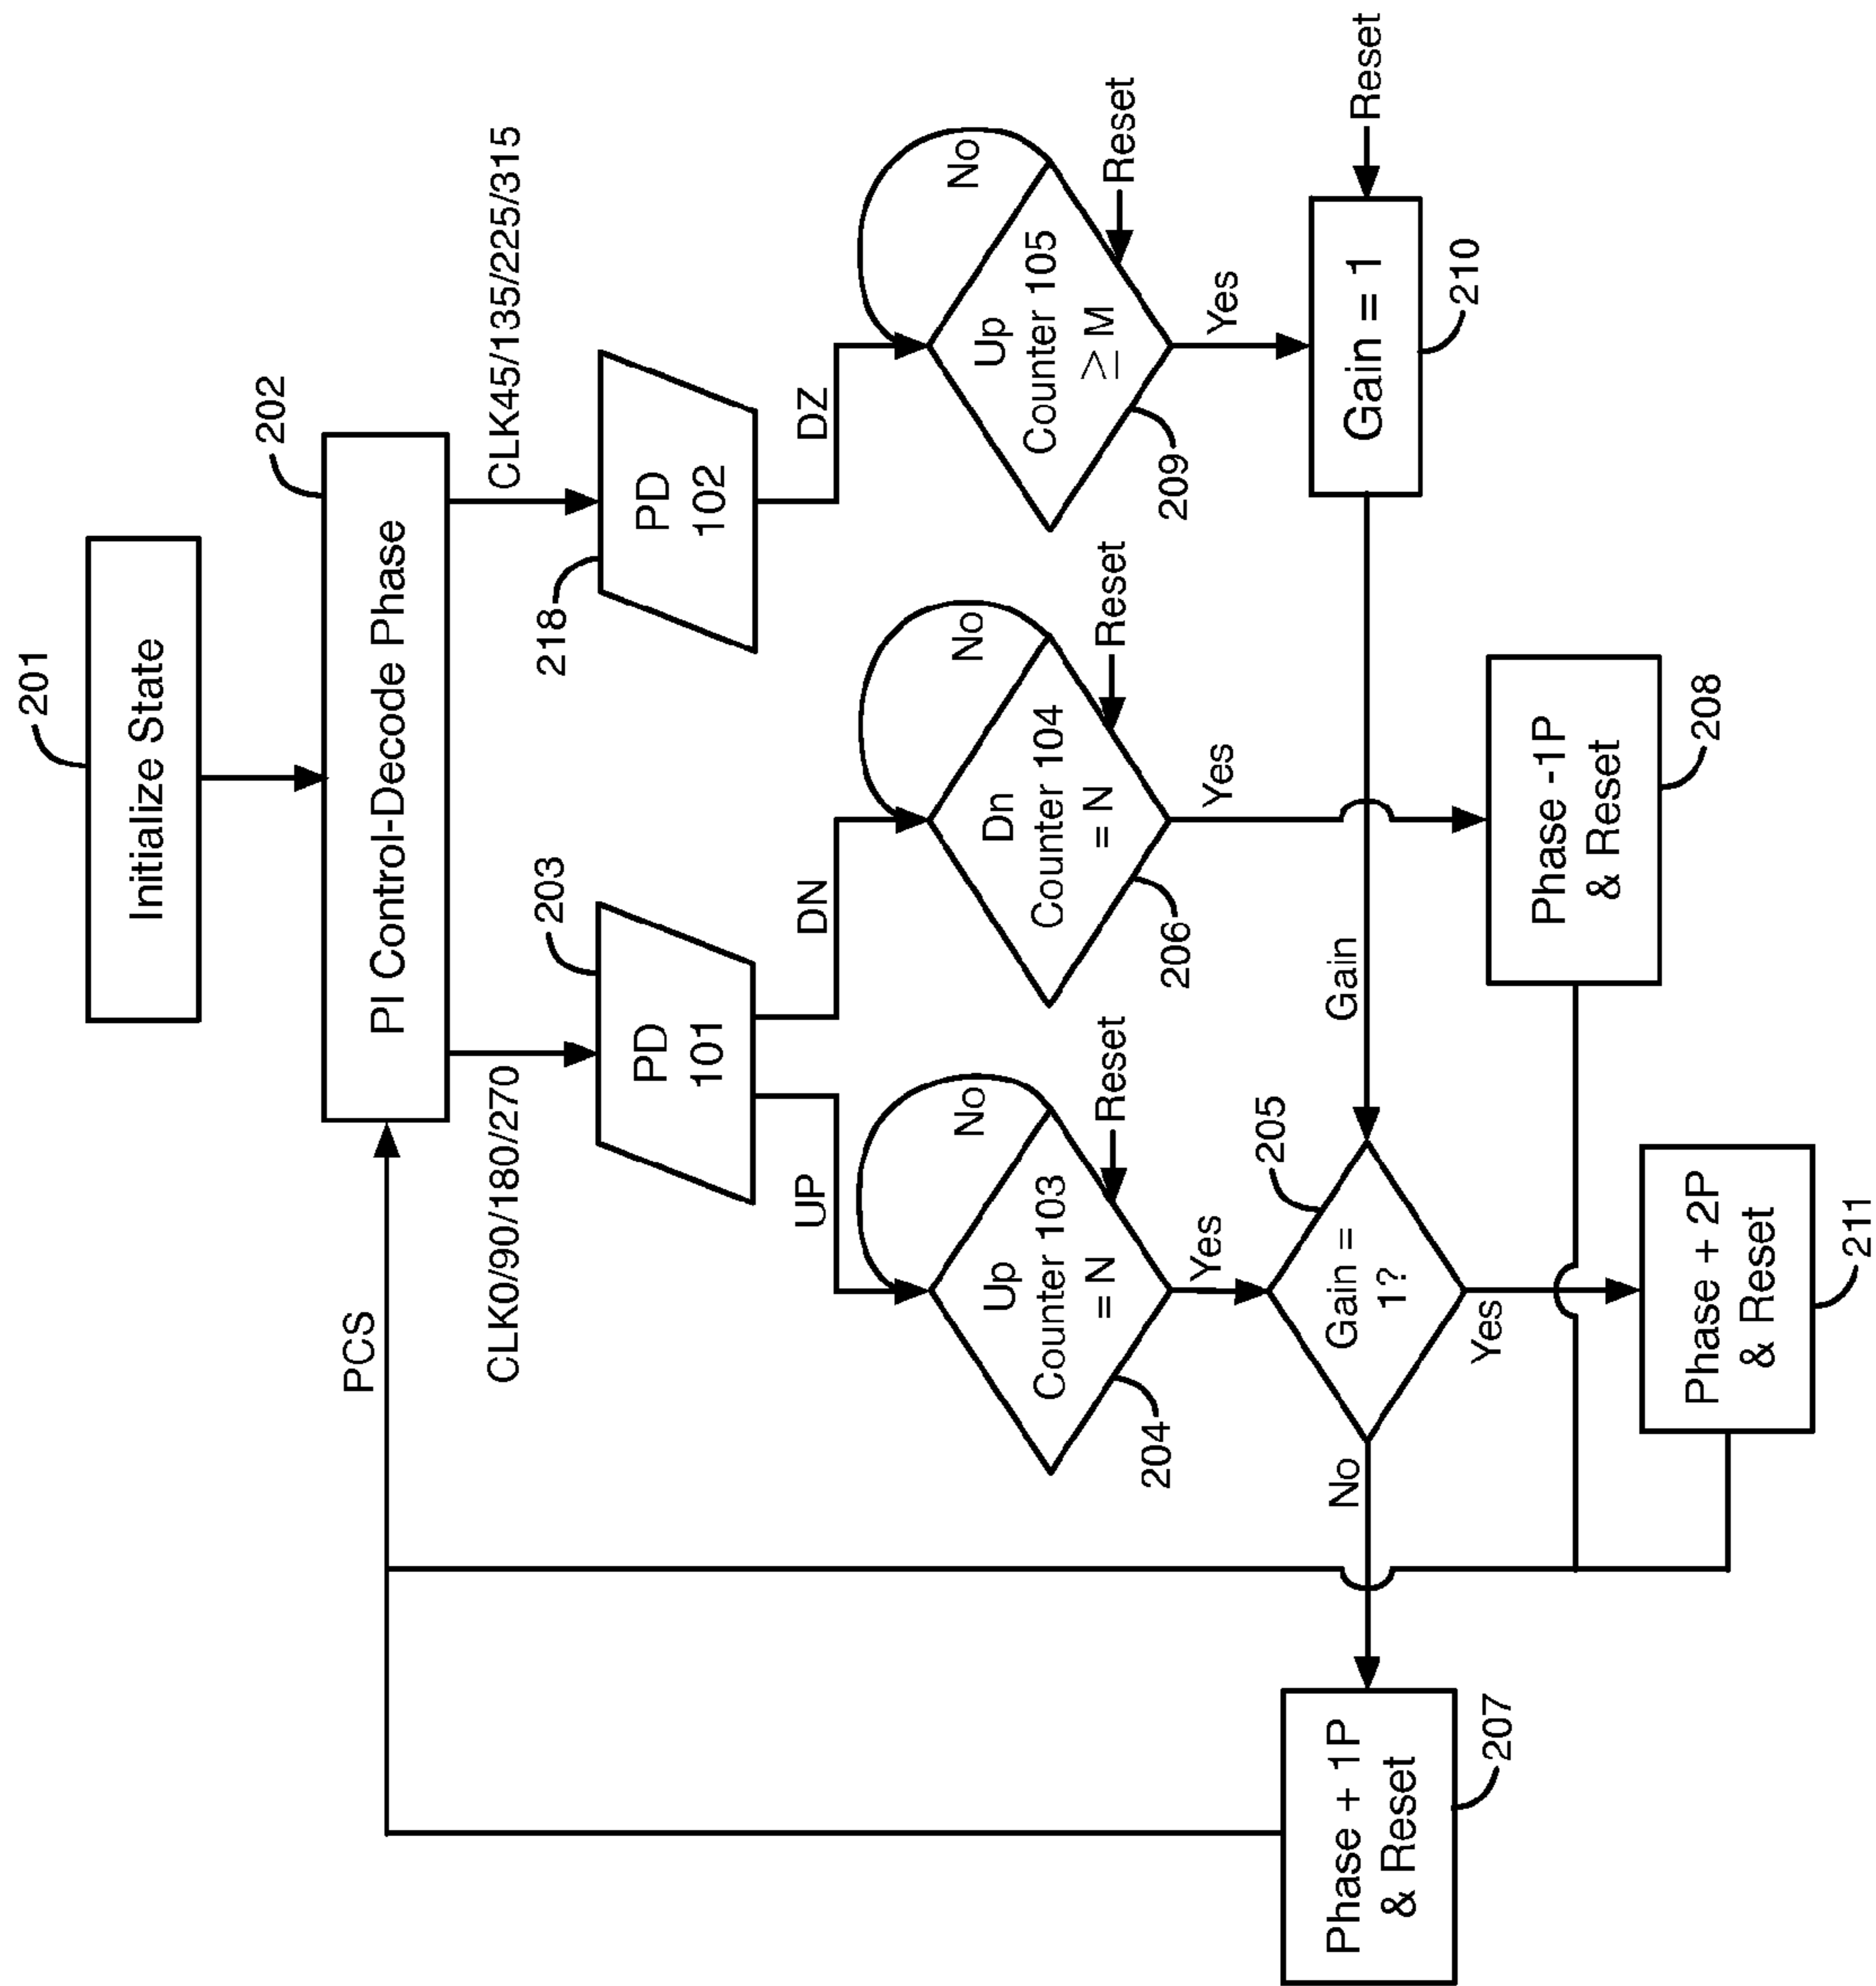 201
Initialize State
202
PI Control-Decode Phase
PCS
CLK0/90/180/270
CLK45/135/225/315
203
PD
101
218
PD
102
UP
DN
DZ
No
Up
Counter 103
= N
Reset
204
Yes
No
Dn
Counter 104
= N
Reset
206
Yes
No
Up
Counter 105
≥ M
Reset
209
Yes
205
Gain =
1?
No
Yes
Gain
Gain = 1
Reset
210
Phase + 1P
& Reset
207
Phase -1P
& Reset
208
Phase + 2P
& Reset
211